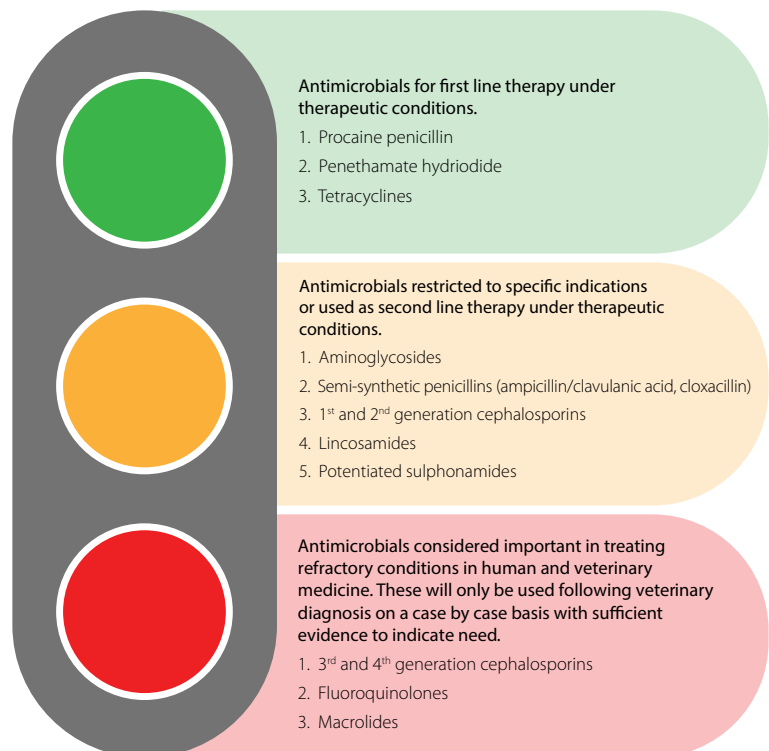 Antimicrobials for first line therapy under
therapeutic conditions.
1. Procaine penicillin
2. Penethamate hydriodide
3. Tetracyclines
Antimicrobials restricted to specific indications
or used as second line therapy under therapeutic
conditions.
1. Aminoglycosides
2. Semi-synthetic penicillins (ampicillin/clavulanic acid, cloxacillin)
3. 1st and 2nd generation cephalosporins
4. Lincosamides
5. Potentiated sulphonamides
Antimicrobials considered important in treating
refractory conditions in human and veterinary
medicine. These will only be used following veterinary
diagnosis on a case by case basis with sufficient
evidence to indicate need.
1. 3rd and 4th generation cephalosporins
2. Fluoroquinolones
3. Macrolides